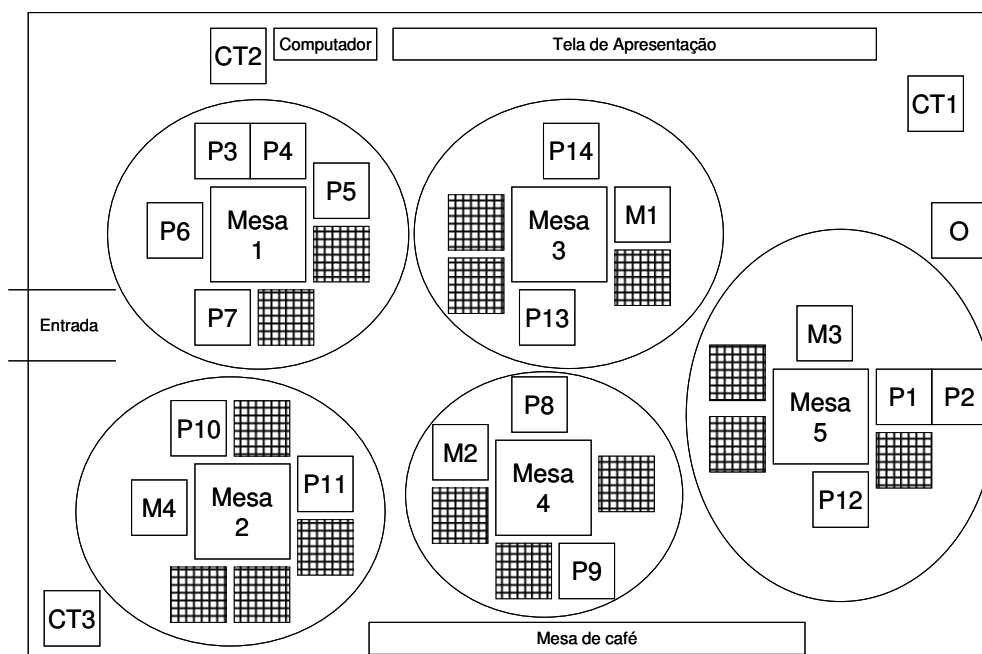 CT2
Computador
Tela de Apresentação
CT1
P3
P4
P5
P6
Mesa
1
P7
P14
M1
Mesa
3
P13
O
Entrada
M3
Mesa
5
P1
P2
P12
P10
P11
M4
Mesa
2
P8
M2
Mesa
4
P9
CT3
Mesa de café